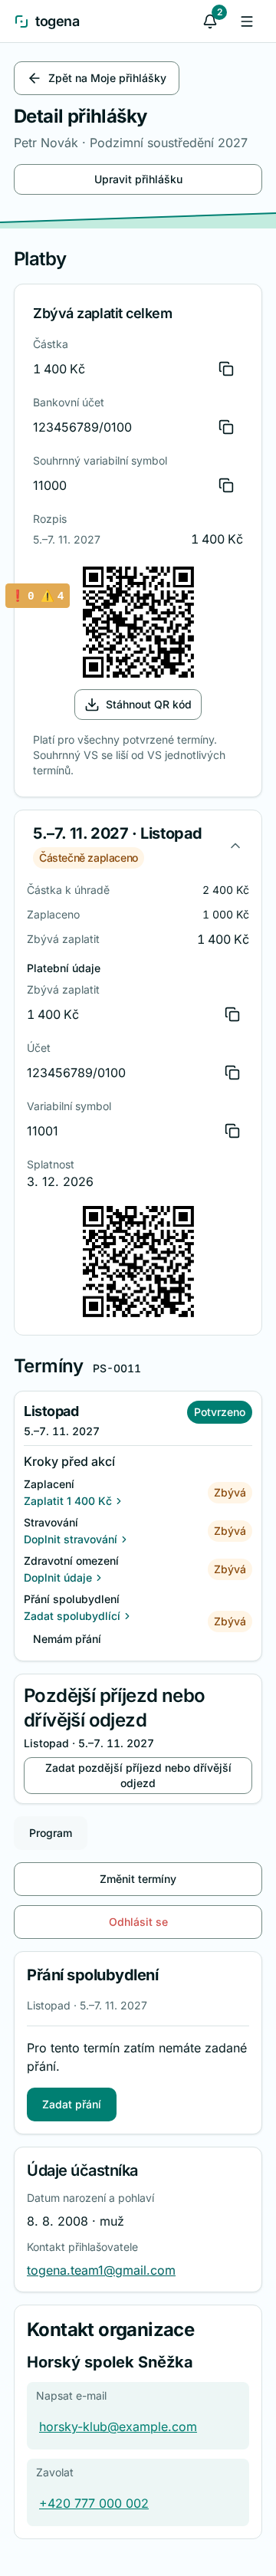 togena
2
Zpět na Moje přihlášky
Detail přihlášky
Petr Novák · Podzimní soustředění 2027
Upravit přihlášku
Platby
Zbývá zaplatit celkem
Částka
1 400 Kč
Bankovní účet
123456789/0100
Souhrnný variabilní symbol
11000
Rozpis
5.–7. 11. 2027
1 400 Kč
❗ 0 ⚠️ 4
Stáhnout QR kód
Platí pro všechny potvrzené termíny.
Souhrnný VS se liší od VS jednotlivých
termínů.
5.–7. 11. 2027 · Listopad
Částečně zaplaceno
Částka k úhradě
2 400 Kč
Zaplaceno
1 000 Kč
Zbývá zaplatit
1 400 Kč
Platební údaje
Zbývá zaplatit
1 400 Kč
Účet
123456789/0100
Variabilní symbol
11001
Splatnost
3. 12. 2026
Termíny PS-0011
Listopad
Potvrzeno
5.–7. 11. 2027
Kroky před akcí
Zaplacení
Zaplatit 1 400 Kč
Zbývá
Stravování
Doplnit stravování
Zbývá
Zdravotní omezení
Doplnit údaje
Zbývá
Přání spolubydlení
Zadat spolubydlící
Zbývá
Nemám přání
Pozdější příjezd nebo
dřívější odjezd
Listopad · 5.–7. 11. 2027
Zadat pozdější příjezd nebo dřívější
odjezd
Program
Změnit termíny
Odhlásit se
Přání spolubydlení
Listopad · 5.–7. 11. 2027
Pro tento termín zatím nemáte zadané
přání.
Zadat přání
Údaje účastníka
Datum narození a pohlaví
8. 8. 2008 · muž
Kontakt přihlašovatele
togena.team1@gmail.com
Kontakt organizace
Horský spolek Sněžka
Napsat e-mail
horsky-klub@example.com
Zavolat
+420 777 000 002